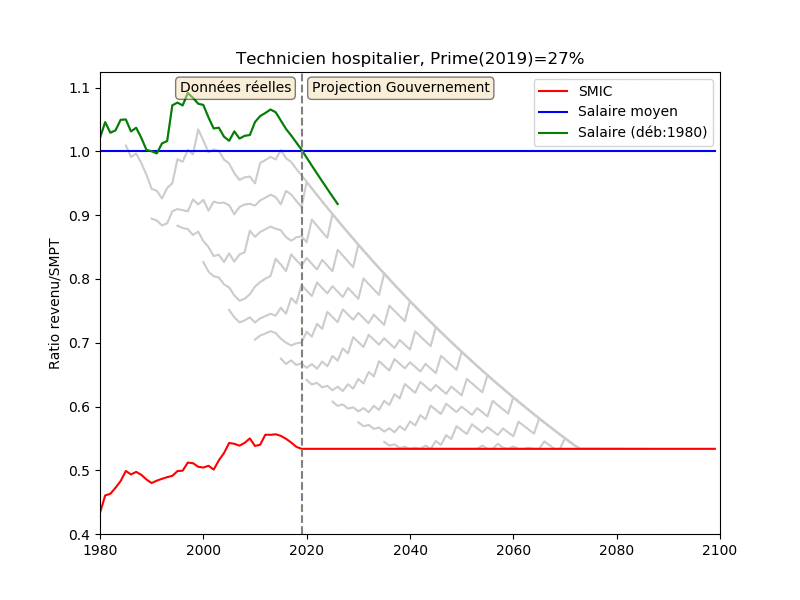 Technicien hospitalier, Prime(2019)=27%
Données réelles
Projection Gouvernement
SMIC
Salaire moyen
Salaire (déb:1980)
Ratio revenu/SMPT
1.1
1.0
0.9
0.8
0.7
0.6
0.5
0.4
1980
2000
2020
2040
2060
2080
2100